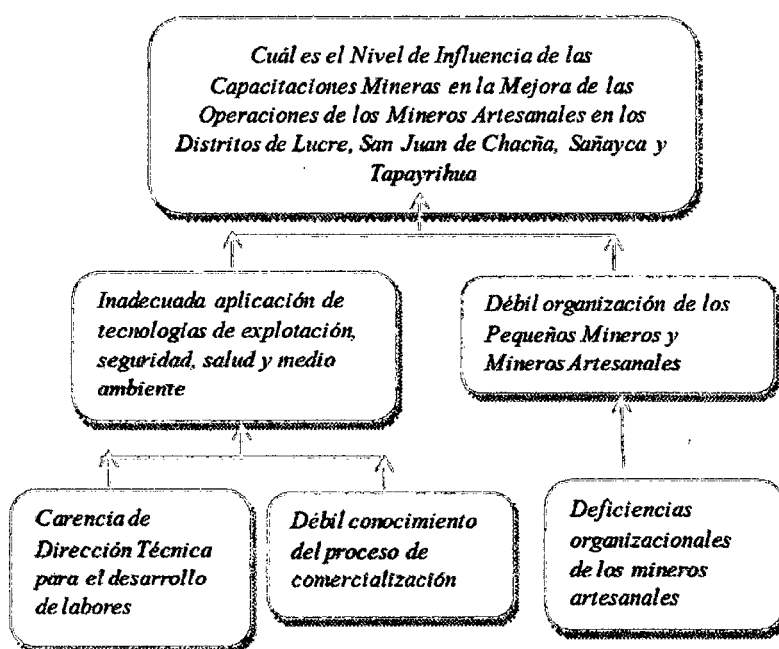 Cuál es el Nivel de Influencia de las
Capacitaciones Mineras en la Mejora de las
Operaciones de los Mineros Artesanales en los
Distritos de Lucre, San Juan de Chacña, Sañayca y
Tapayrihua
Inadecuada aplicación de
tecnologías de explotación,
seguridad, salud y medio
ambiente
Débil organización de los
Pequeños Mineros y
Mineros Artesanales
Carencia de
Dirección Técnica
para el desarrollo
de labores
Débil conocimiento
del proceso de
comercialización
Deficiencias
organizacionales
de los mineros
artesanales